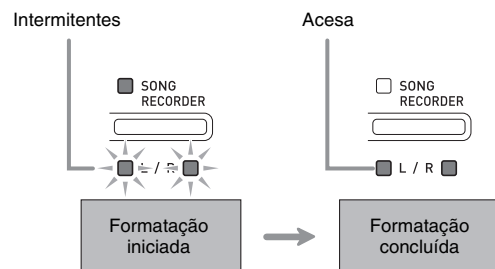 Intermitentes
Acesa
SONG
RECORDER
L / R
SONG
RECORDER
L / R
Formatação
iniciada
Formatação
concluída